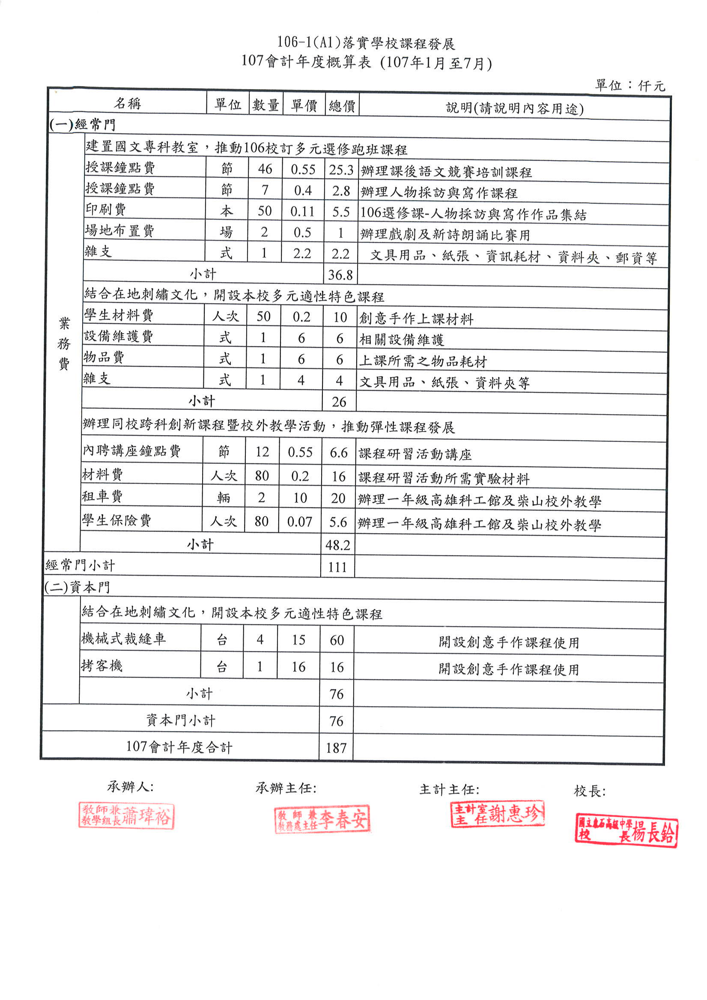 106-1(A1)落實學校課程發展
107會計年度概算表 (107年1月至7月)
單位：仟元
名稱 單位 數量 單價 總價 說明(請說明內容用途)
(一)經常門
業務費
建置國文專科教室，推動106校訂多元選修跑班課程
授課鐘點費 節 46 0.55 25.3 辦理課後語文競賽培訓課程
授課鐘點費 節 7 0.4 2.8 辦理人物採訪與寫作課程
印刷費 本 50 0.11 5.5 106選修課-人物採訪與寫作作品集結
場地布置費 場 2 0.5 1 辦理戲劇及新詩朗誦比賽用
雜支 式 1 2.2 2.2 文具用品、紙張、資訊耗材、資料夾、郵資等
小計 36.8
結合在地刺繡文化，開設本校多元適性特色課程
學生材料費 人次 50 0.2 10 創意手作上課材料
設備維護費 式 1 6 6 相關設備維護
物品費 式 1 6 6 上課所需之物品耗材
雜支 式 1 4 4 文具用品、紙張、資料夾等
小計 26
辦理同校跨科創新課程暨校外教學活動，推動彈性課程發展
內聘講座鐘點費 節 12 0.55 6.6 課程研習活動講座
材料費 人次 80 0.2 16 課程研習活動所需實驗材料
租車費 輛 2 10 20 辦理一年級高雄科工館及柴山校外教學
學生保險費 人次 80 0.07 5.6 辦理一年級高雄科工館及柴山校外教學
小計 48.2
經常門小計 111
(二)資本門
結合在地刺繡文化，開設本校多元適性特色課程
機械式裁縫車 台 4 15 60 開設創意手作課程使用
拷客機 台 1 16 16 開設創意手作課程使用
小計 76
資本門小計 76
107會計年度合計 187
承辦人: 承辦主任: 主計主任: 校長:
教師兼教學組長 蕭瑋裕
教師兼教務處主任 李春安
主計室主任 謝惠珍
國立鹿石高級中學校長 楊長鎗